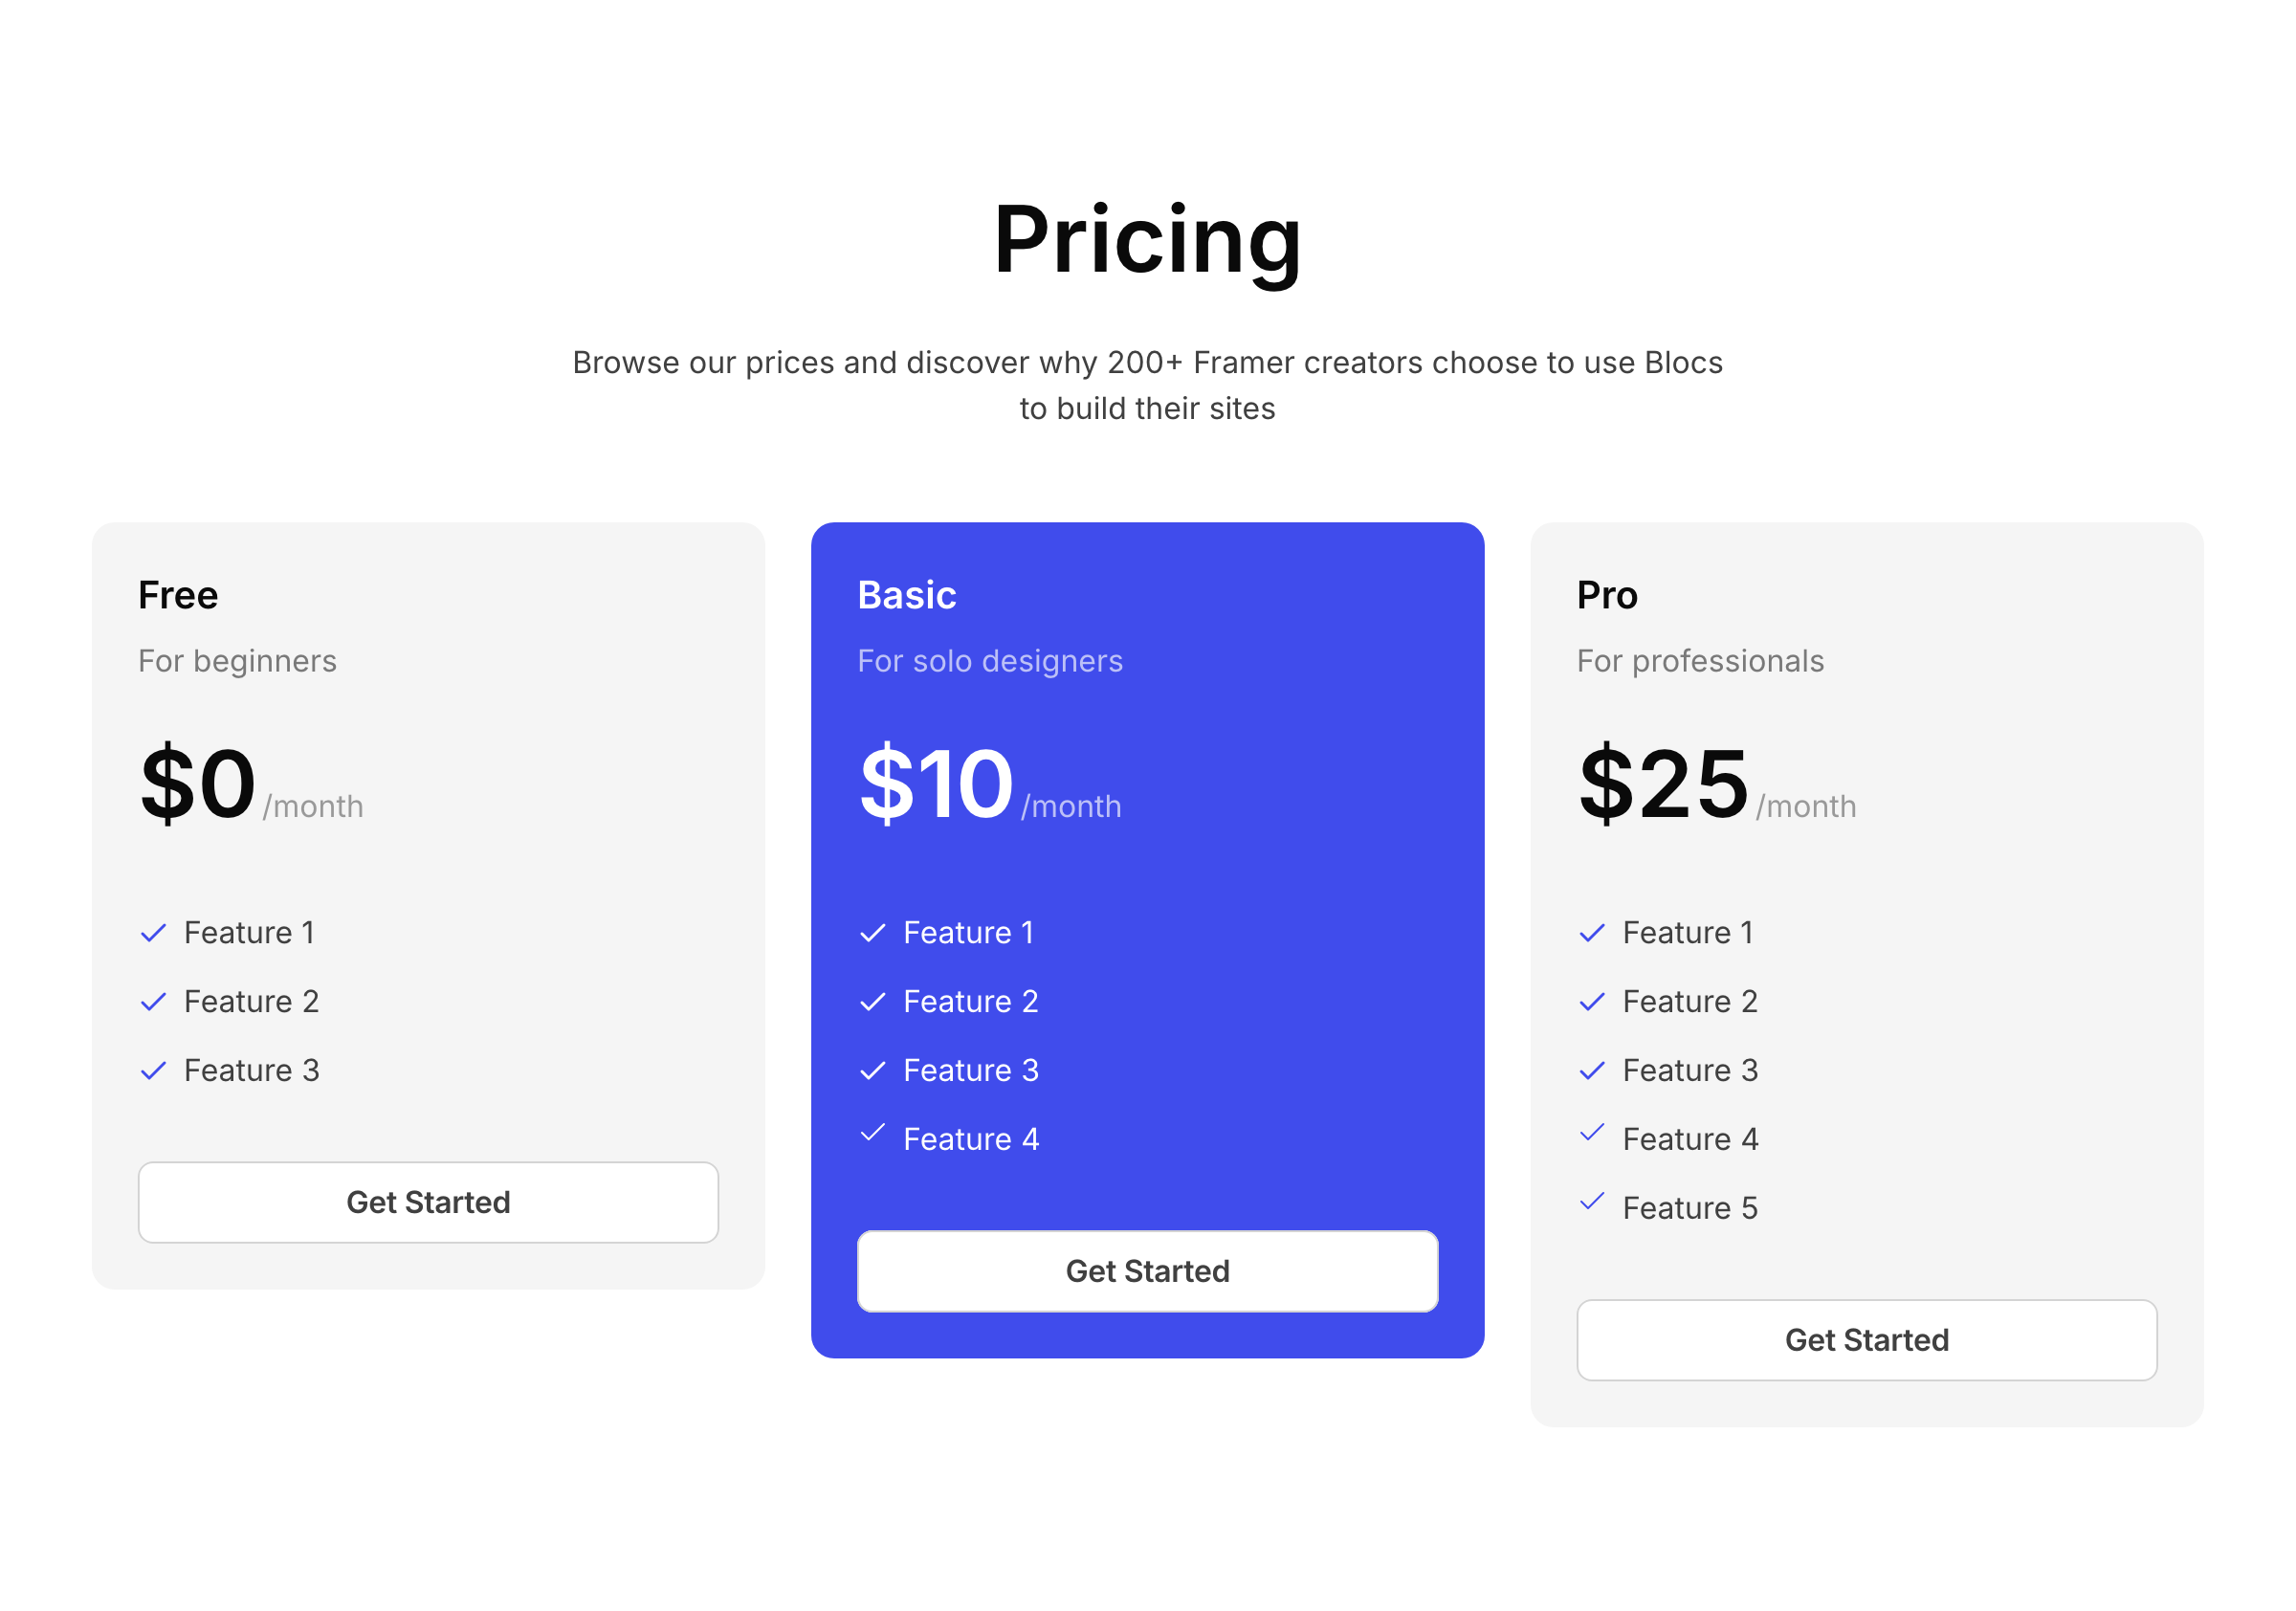 Pricing
Browse our prices and discover why 200+ Framer creators choose to use Blocs
to build their sites
Free
For beginners
$0/month
Feature 1
Feature 2
Feature 3
Get Started
Basic
For solo designers
$10/month
Feature 1
Feature 2
Feature 3
Feature 4
Get Started
Pro
For professionals
$25/month
Feature 1
Feature 2
Feature 3
Feature 4
Feature 5
Get Started